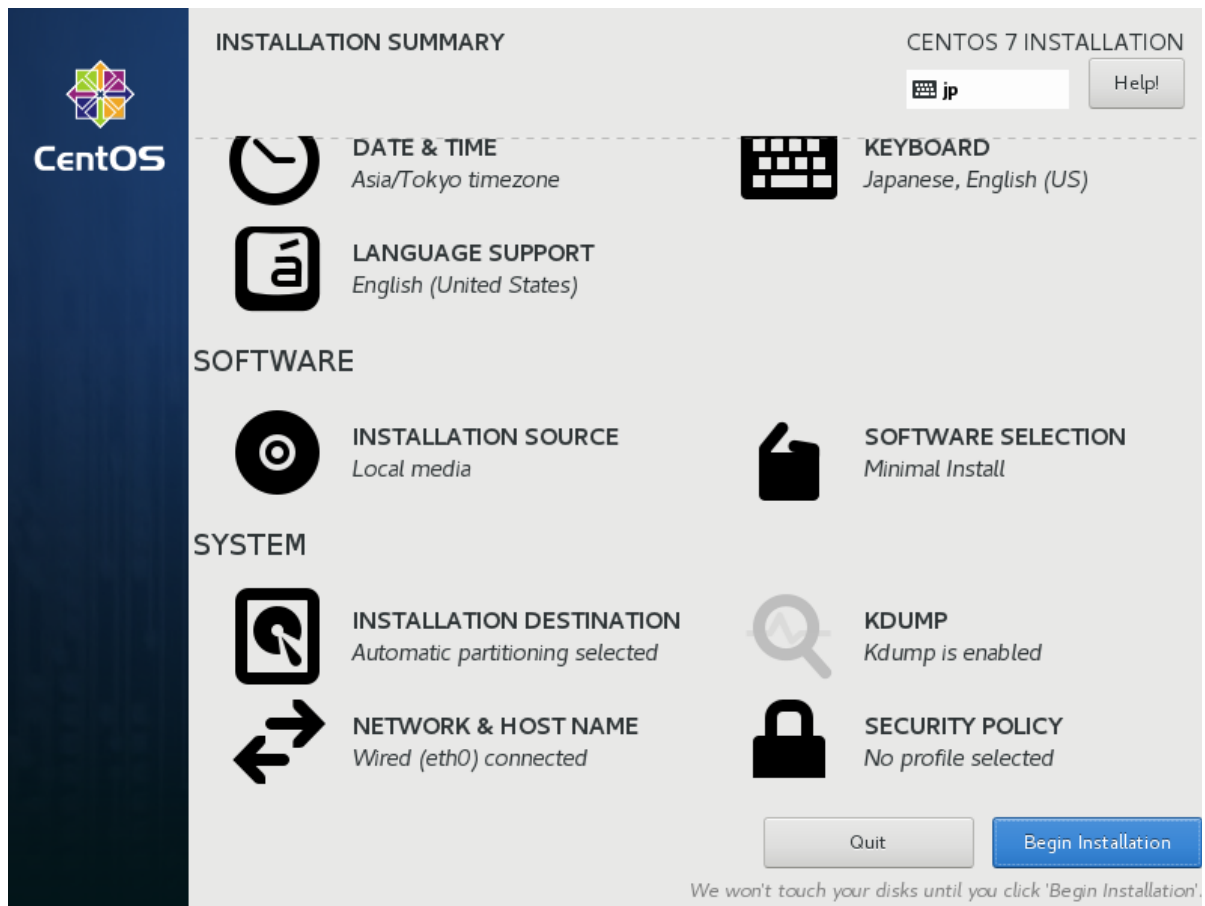 INSTALLATION SUMMARY
CENTOS 7 INSTALLATION
jp
Help!
CentOS
DATE & TIME
Asia/Tokyo timezone
KEYBOARD
Japanese, English (US)
á
LANGUAGE SUPPORT
English (United States)
SOFTWARE
INSTALLATION SOURCE
Local media
SOFTWARE SELECTION
Minimal Install
SYSTEM
INSTALLATION DESTINATION
Automatic partitioning selected
KDUMP
Kdump is enabled
NETWORK & HOST NAME
Wired (eth0) connected
SECURITY POLICY
No profile selected
Quit
Begin Installation
We won't touch your disks until you click 'Begin Installation'.